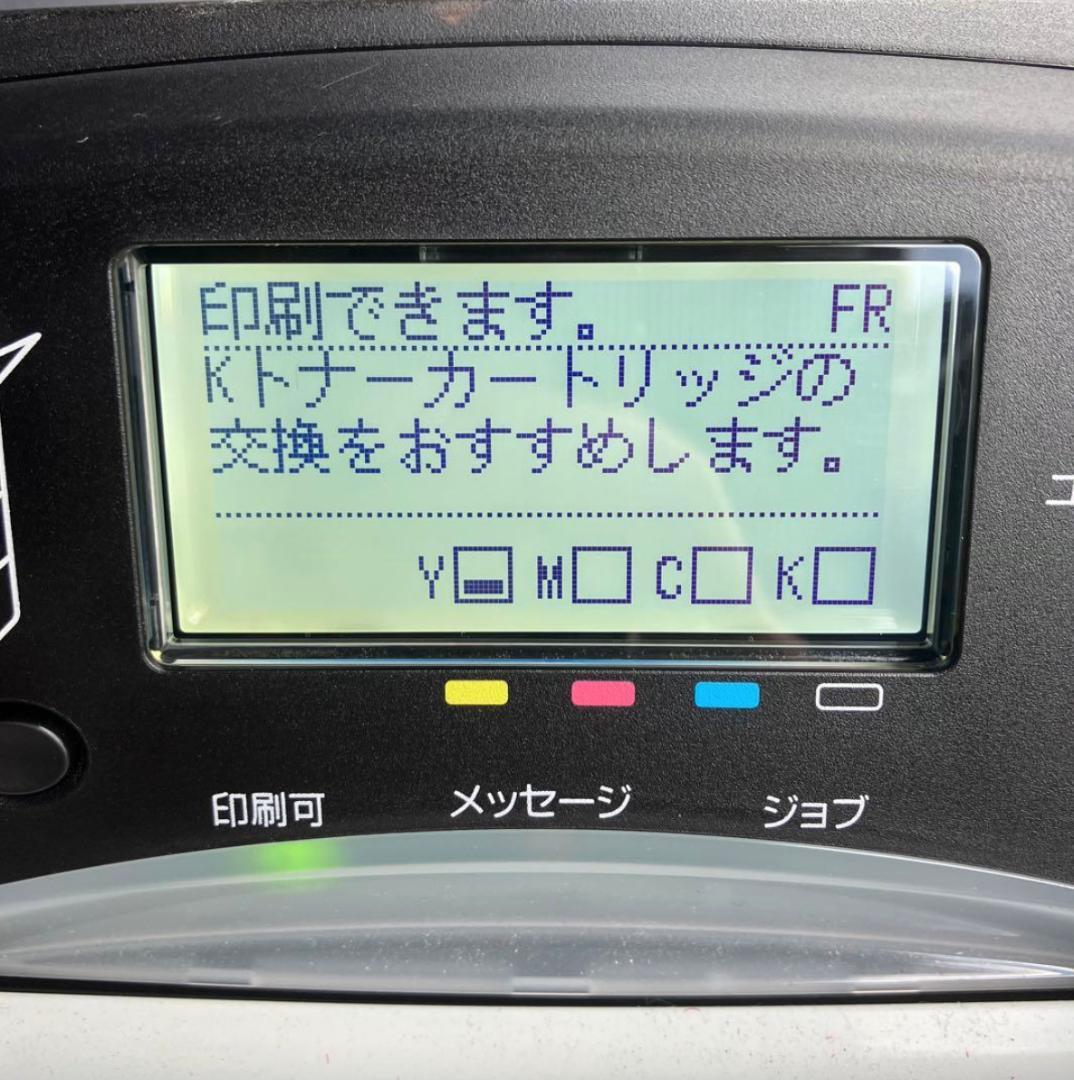 印刷できます。 FR
Kトナーカートリッジの
交換をおすすめします。
Y M C K
印刷可 メッセージ ジョブ